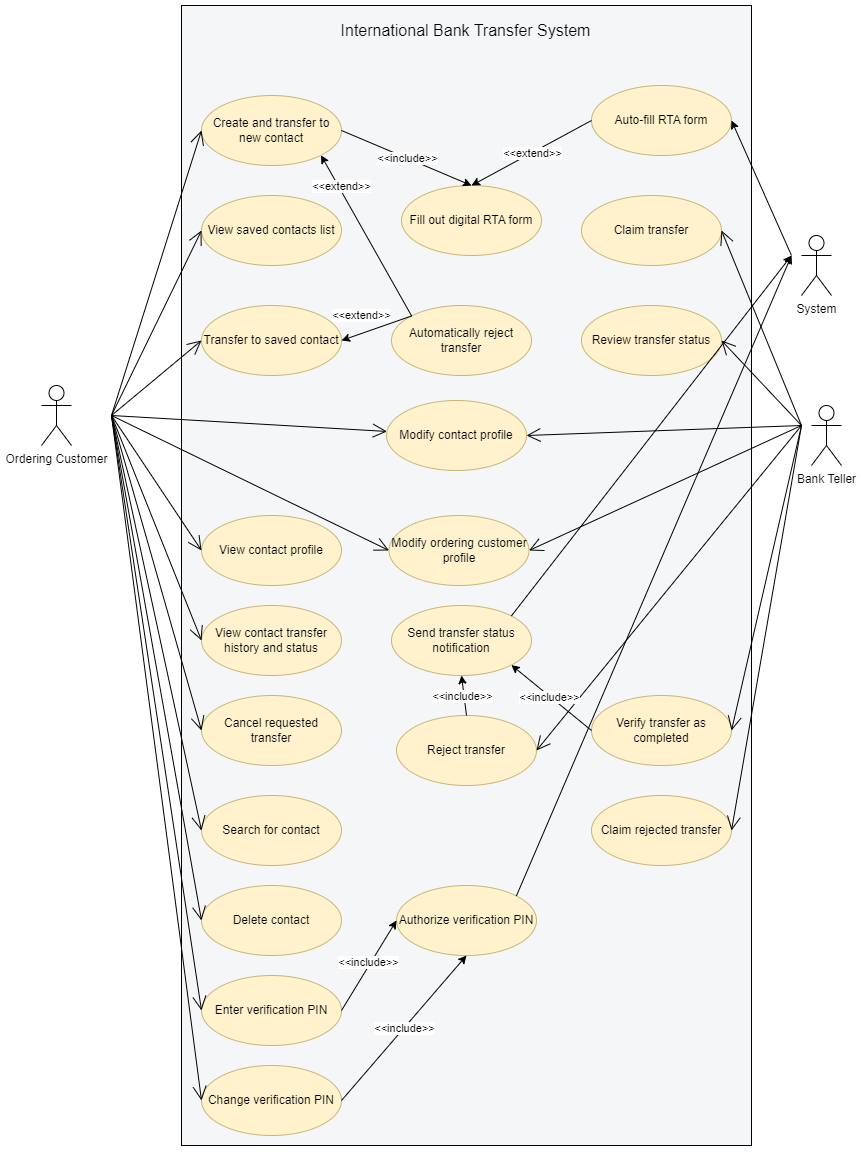 International Bank Transfer System
Create and transfer to
new contact
Auto-fill RTA form
<<include>>
<<extend>>
<<extend>>
View saved contacts list
Fill out digital RTA form
Claim transfer
System
<<extend>>
Transfer to saved contact
Automatically reject
transfer
Review transfer status
Ordering Customer
Modify contact profile
Bank Teller
View contact profile
Modify ordering customer
profile
View contact transfer
history and status
Send transfer status
notification
<<include>>
<<include>>
Cancel requested
transfer
Reject transfer
Verify transfer as
completed
Search for contact
Claim rejected transfer
Delete contact
Authorize verification PIN
<<include>>
Enter verification PIN
<<include>>
Change verification PIN